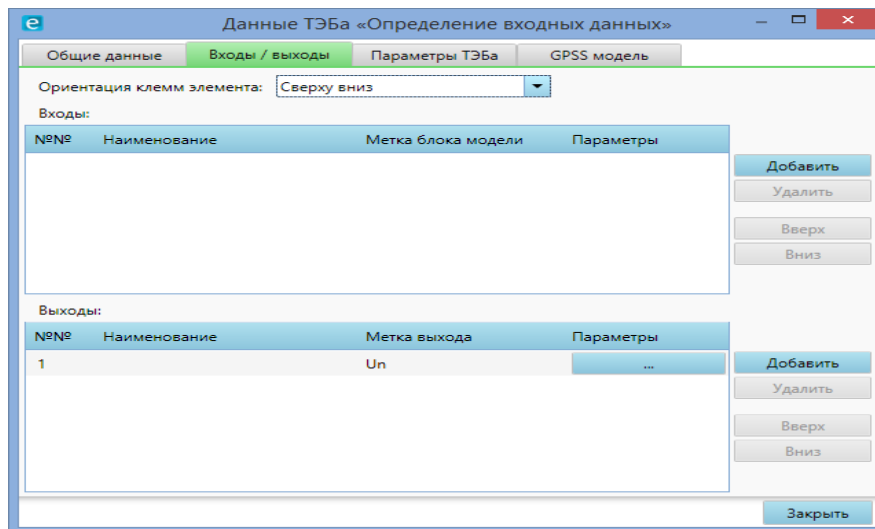 Данные ТЭБа «Определение входных данных»
Общие данные Входы / выходы Параметры ТЭБа GPSS модель
Ориентация клемм элемента: Сверху вниз
Входы:
№№ Наименование Метка блока модели Параметры
Добавить
Удалить
Вверх
Вниз
Выходы:
№№ Наименование Метка выхода Параметры
1 Un ...
Добавить
Удалить
Вверх
Вниз
Закрыть